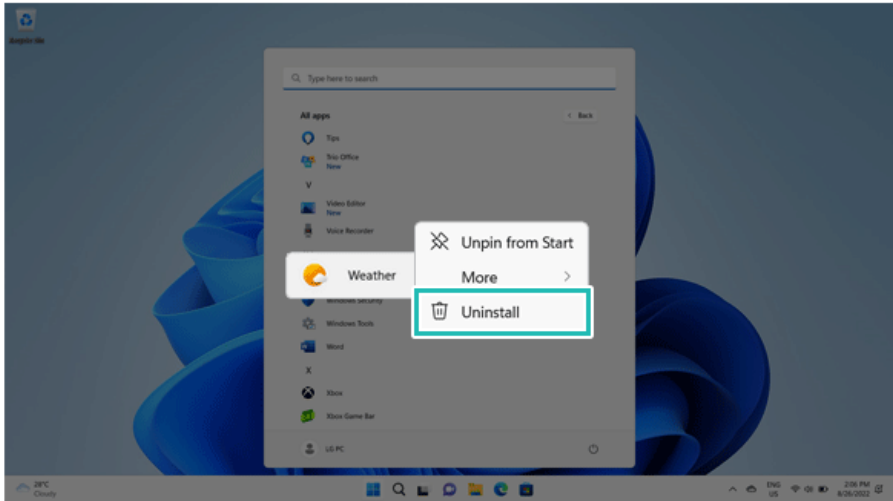 Type here to search
All apps
Back
Tips
Trio Office
New
V
Video Editor
New
Voice Recorder
Unpin from Start
Weather
More
Windows Security
Uninstall
Windows Tools
Word
X
Xbox
Xbox Game Bar
LG PC
28°C
Cloudy
ENG
US
2:06 PM
8/26/2022